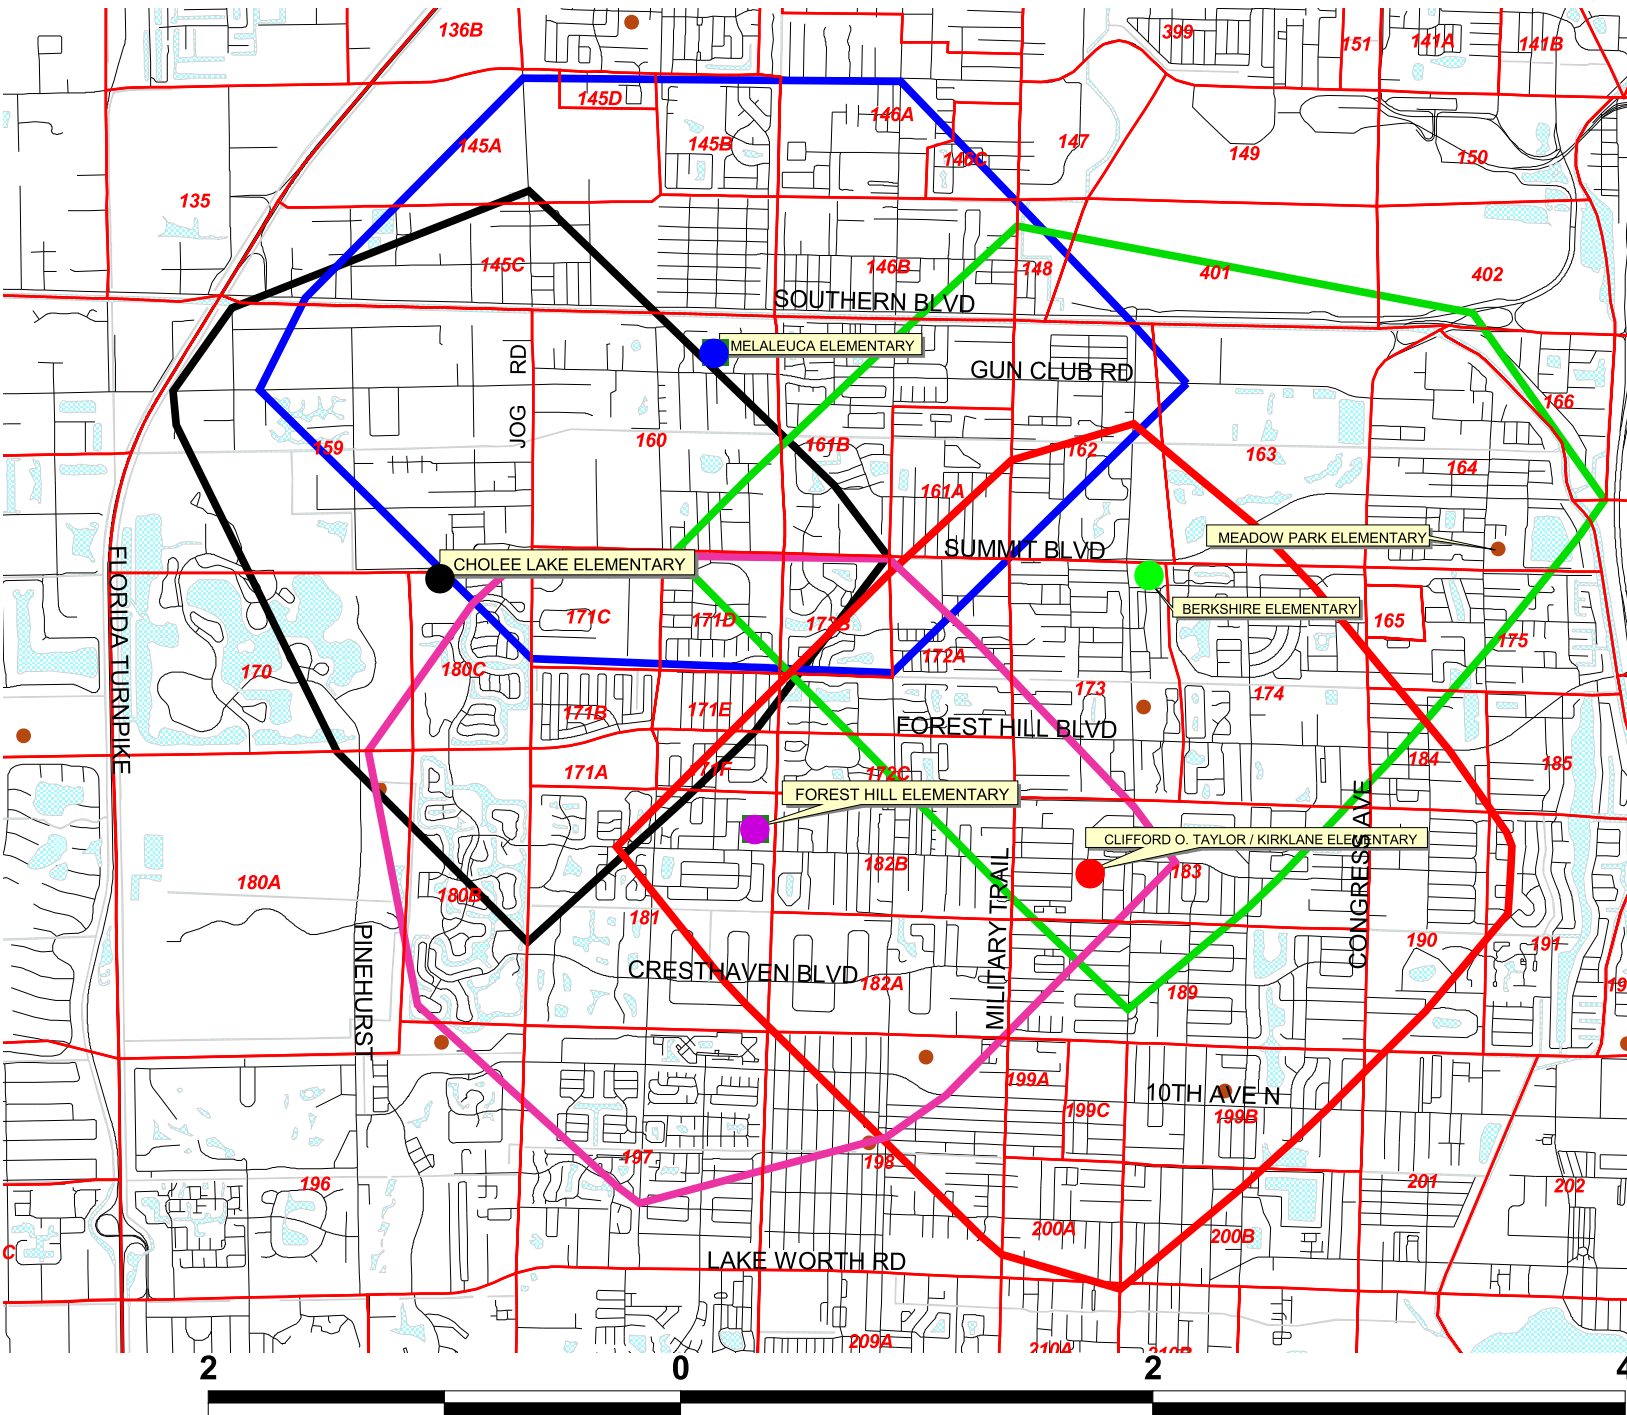 136B
399
151
141A
141B
145D
146A
145A
145B
146C
147
149
150
135
145C
146B
148
401
402
SOUTHERN BLVD
MELALEUCA ELEMENTARY
JOG RD
GUN CLUB RD
166
159
160
161B
162
163
164
161A
MEADOW PARK ELEMENTARY
SUMMIT BLVD
CHOLEE LAKE ELEMENTARY
BERKSHIRE ELEMENTARY
171C
171D
172B
165
175
FLORIDA TURNPIKE
170
180C
172A
173
174
171B
171E
FOREST HILL BLVD
171A
171F
172C
184
185
FOREST HILL ELEMENTARY
CLIFFORD O. TAYLOR / KIRKLANE ELEMENTARY
CONGRESS AVE
MILITARY TRAIL
180A
180B
182B
183
181
190
191
PINEHURST
CRESTHAVEN BLVD
182A
189
199A
10TH AVE N
199C
199B
197
198
196
201
202
200A
200B
LAKE WORTH RD
209A
210A
210B
2 0 2 4